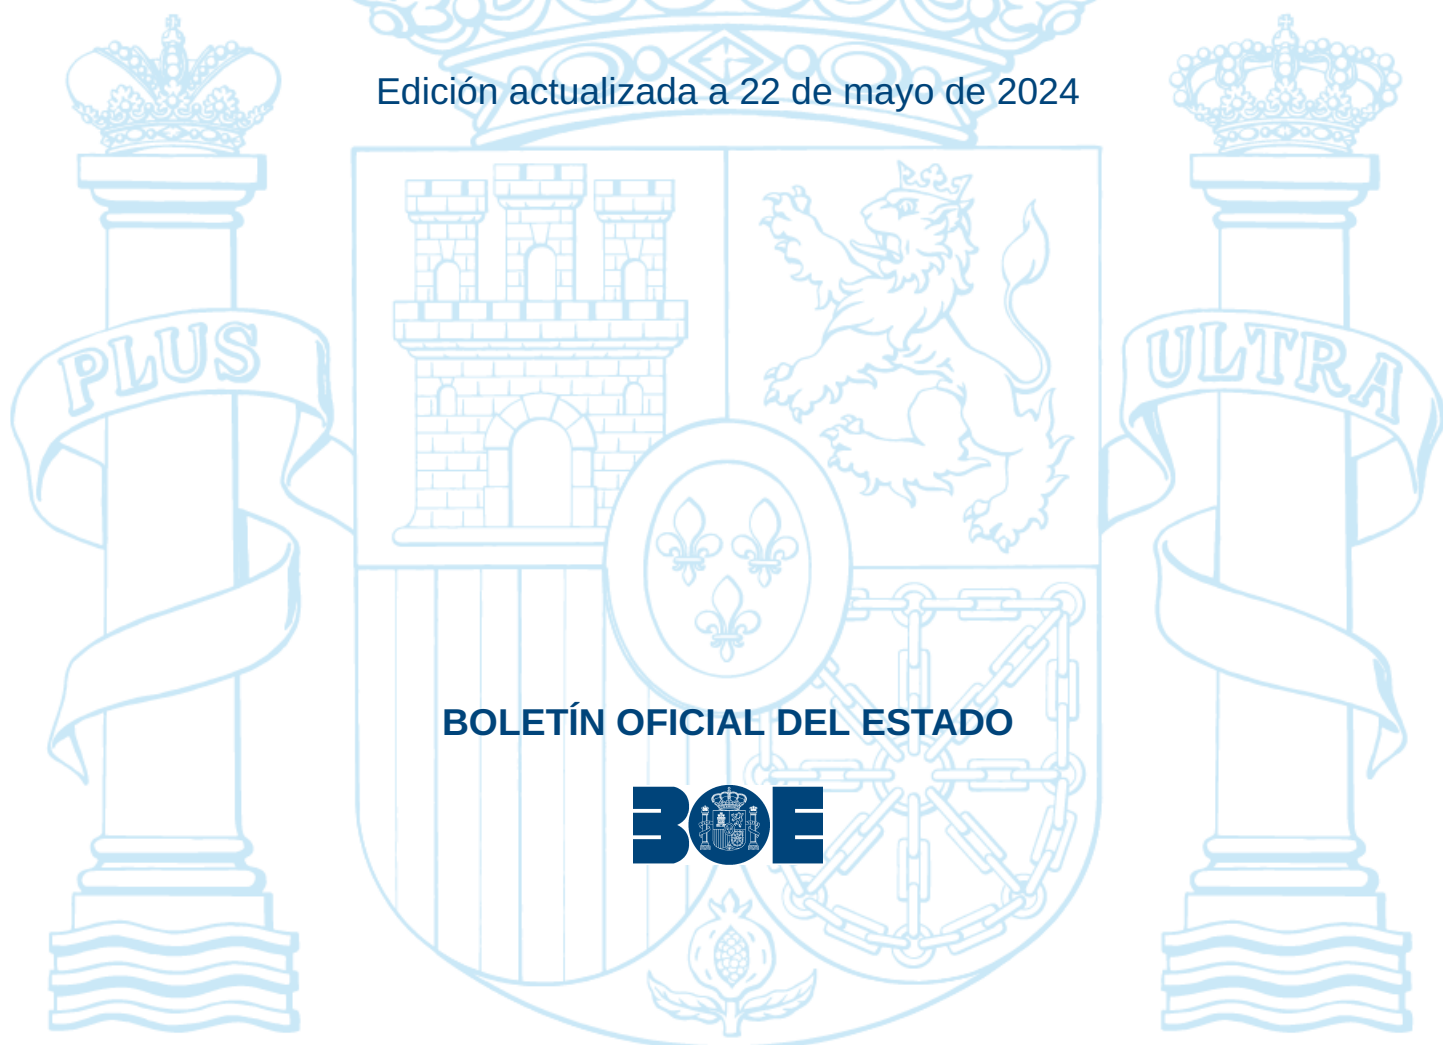 Edición actualizada a 22 de mayo de 2024
PLUS
ULTRA
BOLETÍN OFICIAL DEL ESTADO
BOE